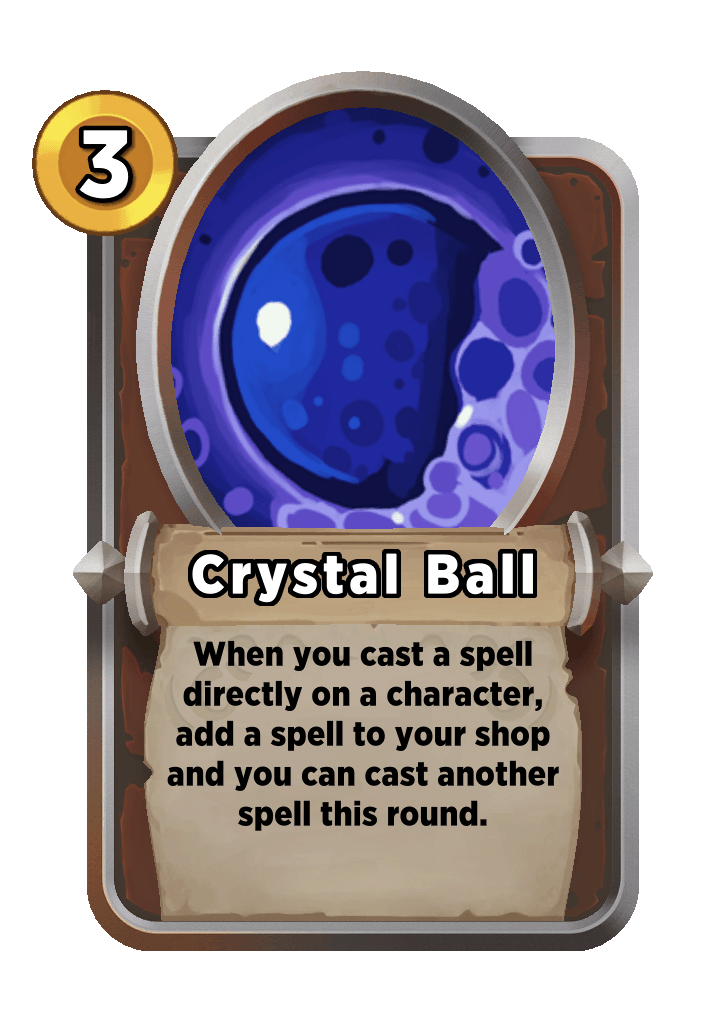 3
Crystal Ball
When you cast a spell
directly on a character,
add a spell to your shop
and you can cast another
spell this round.